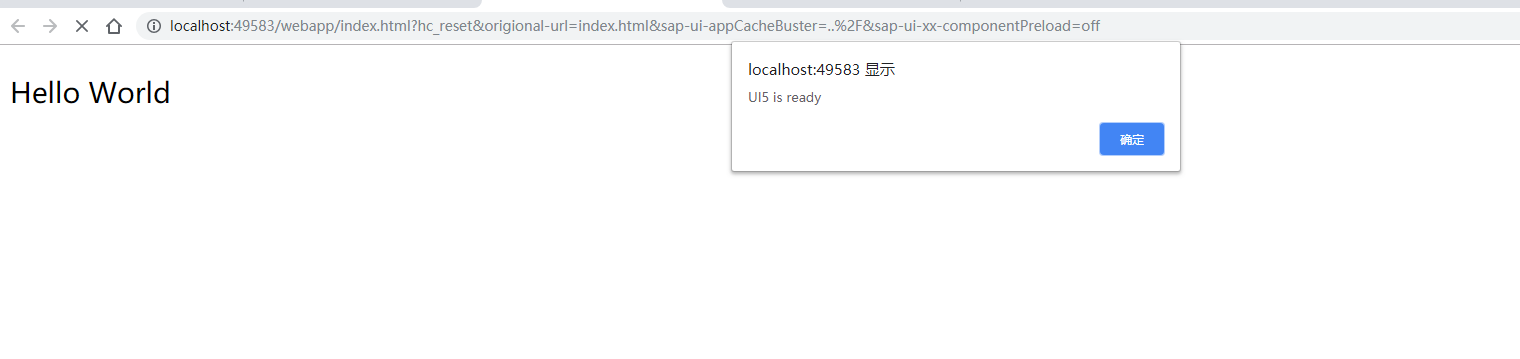 localhost:49583/webapp/index.html?hc_reset&origional-url=index.html&sap-ui-appCacheBuster=..%2F&sap-ui-xx-componentPreload=off
localhost:49583 显示
Hello World
UI5 is ready
确定